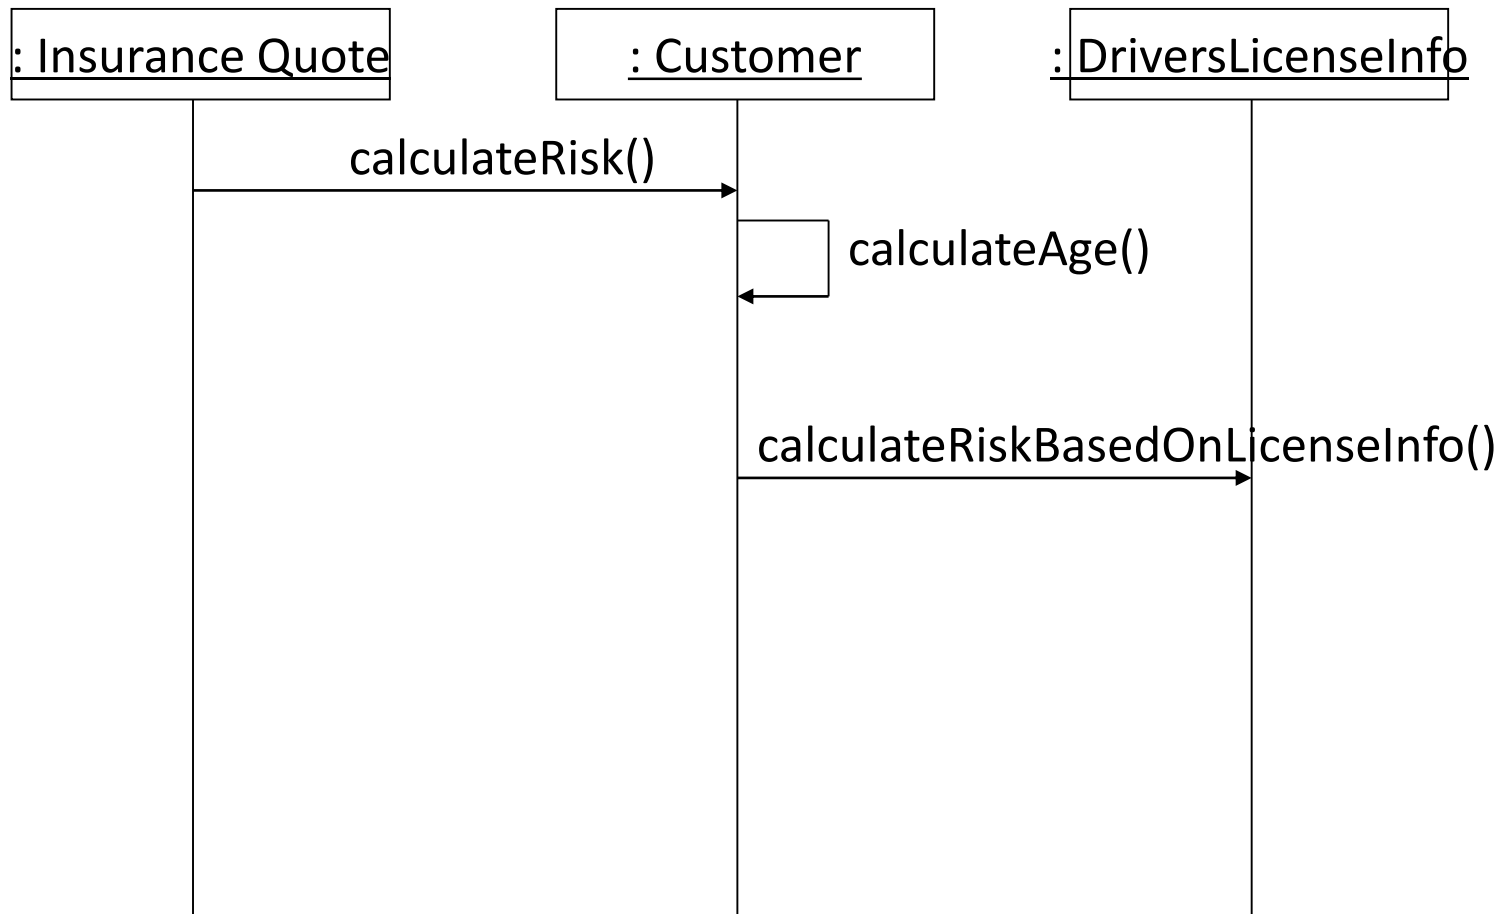 : Insurance Quote
: Customer
: DriversLicenseInfo
calculateRisk()
calculateAge()
calculateRiskBasedOnLicenseInfo()